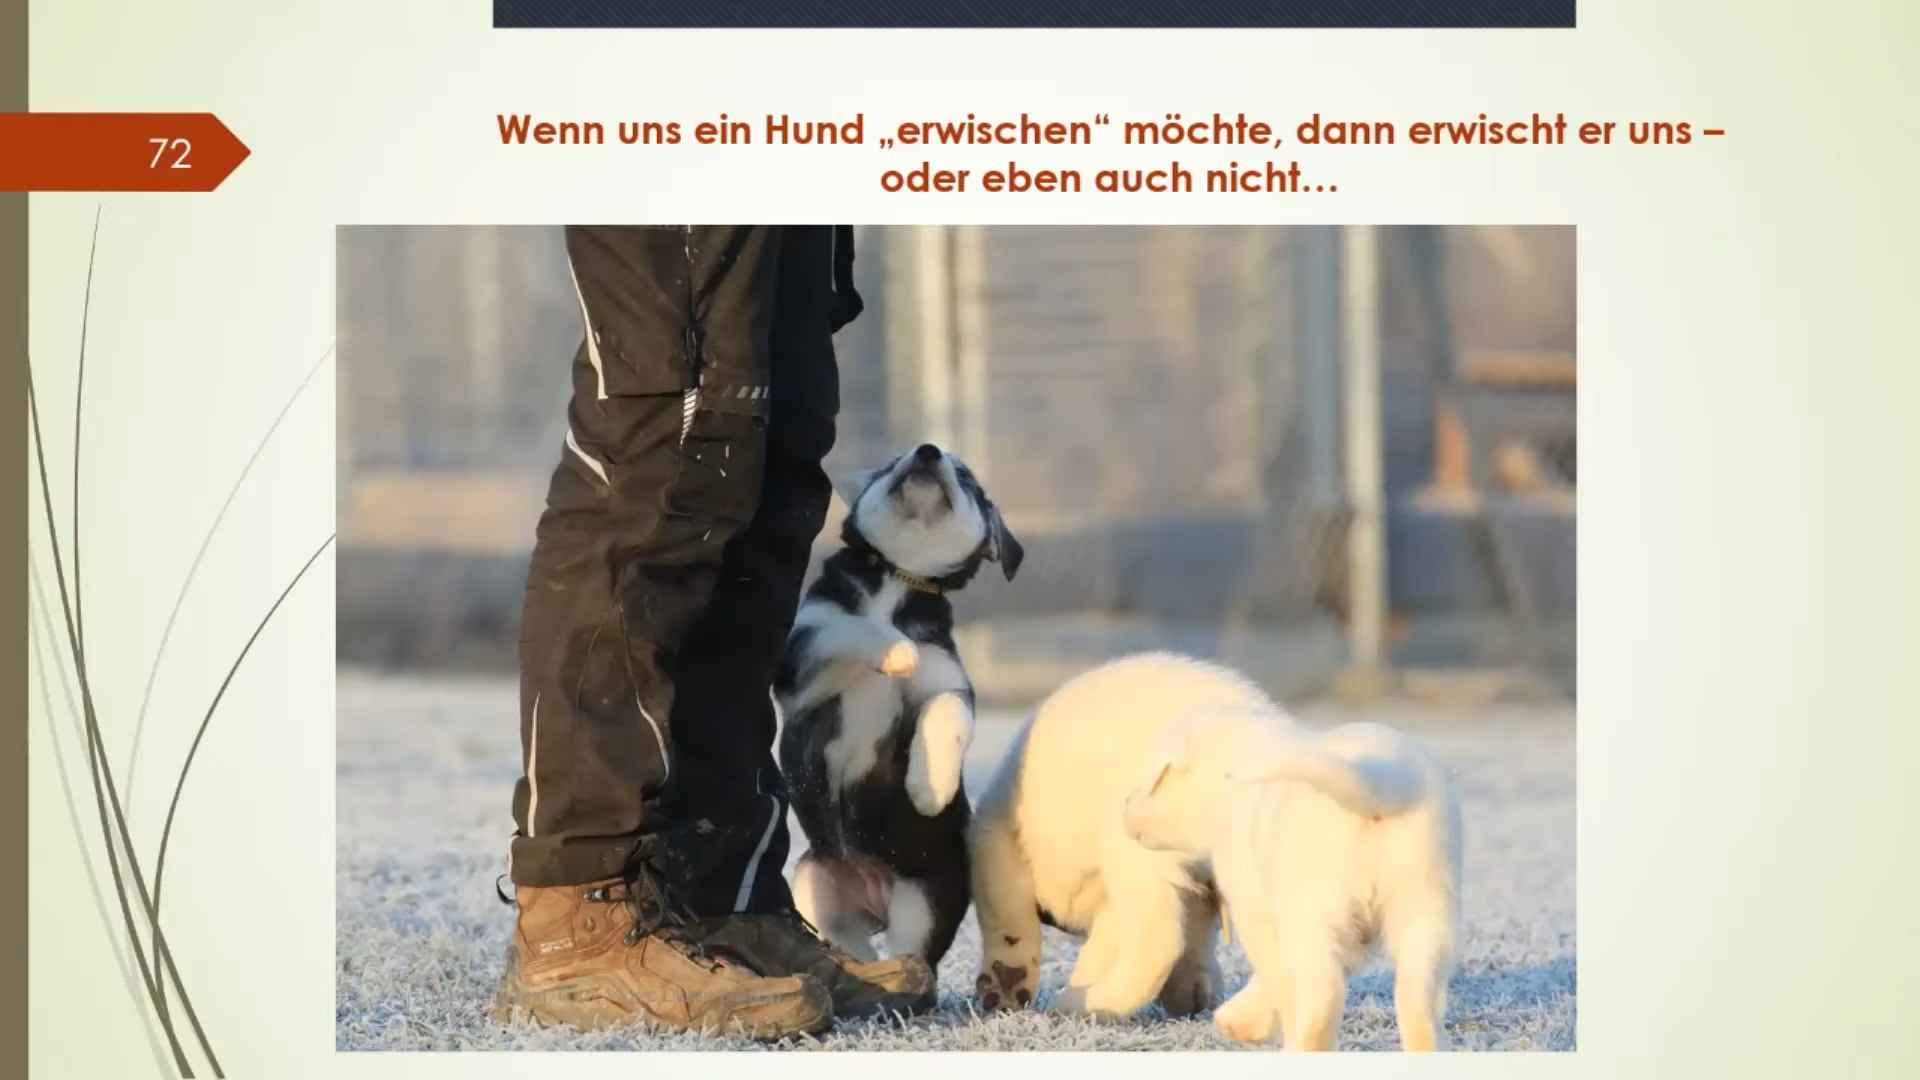 72
Wenn uns ein Hund „erwischen“ möchte, dann erwischt er uns –
oder eben auch nicht...